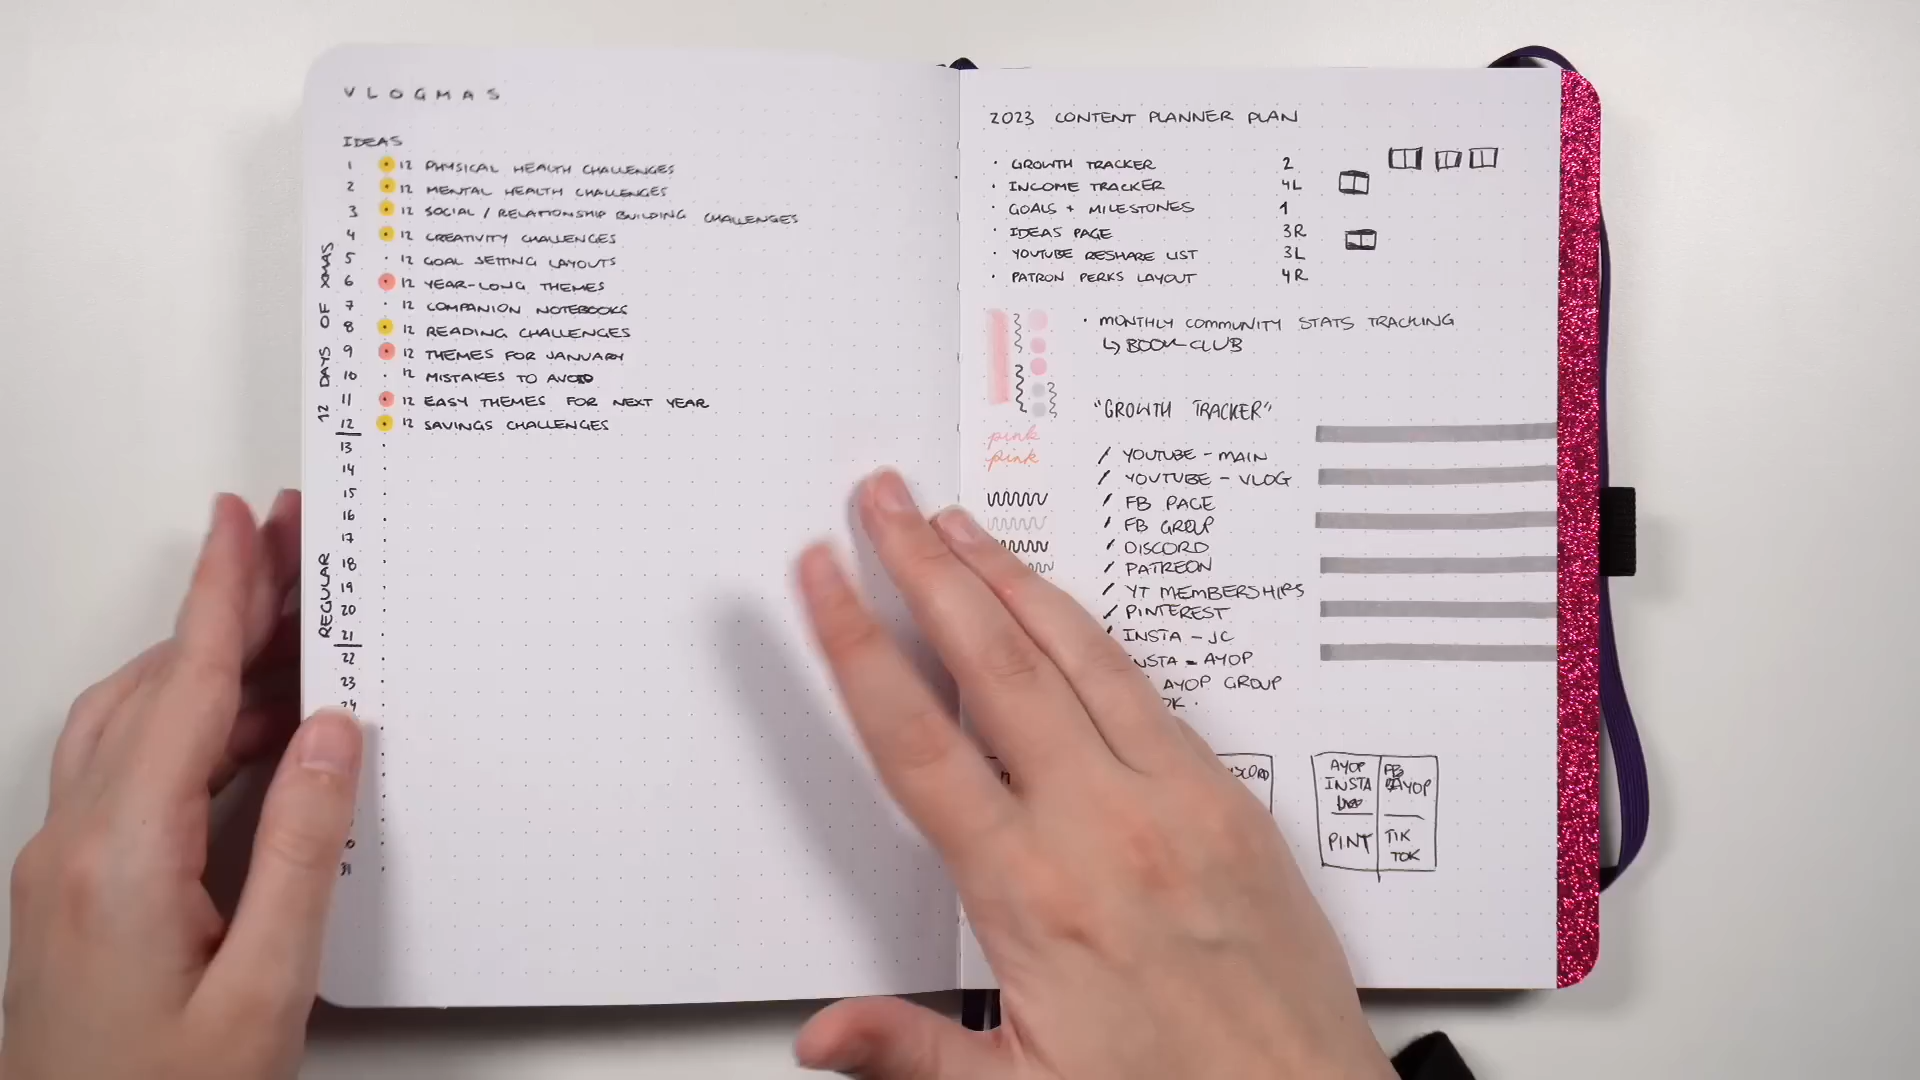 VLOGMAS
IDEAS
12 DAYS OF XMAS
1 12 PHYSICAL HEALTH CHALLENGES
2 12 MENTAL HEALTH CHALLENGES
3 12 SOCIAL / RELATIONSHIP BUILDING CHALLENGES
4 12 CREATIVITY CHALLENGES
5 12 GOAL SETTING LAYOUTS
6 12 YEAR-LONG THEMES
7 12 COMPANION NOTEBOOKS
8 12 READING CHALLENGES
9 12 THEMES FOR JANUARY
10 12 MISTAKES TO AVOID
11 12 EASY THEMES FOR NEXT YEAR
12 12 SAVINGS CHALLENGES
REGULAR
13
14
15
16
17
18
19
20
21
22
23
24
31
2023 CONTENT PLANNER PLAN
· GROWTH TRACKER 2
· INCOME TRACKER 4L
· GOALS + MILESTONES 1
· IDEAS PAGE 3R
· YOUTUBE RESHARE LIST 3L
· PATRON PERKS LAYOUT 4R
· MONTHLY COMMUNITY STATS TRACKING
↳ BOOK CLUB
pink
pink
"GROWTH TRACKER"
/ YOUTUBE - MAIN
/ YOUTUBE - VLOG
/ FB PAGE
/ FB GROUP
/ DISCORD
/ PATREON
/ YT MEMBERSHIPS
/ PINTEREST
/ INSTA - JC
INSTA - AYOP
AYOP GROUP
OK
SCORD
AYOP
INSTA
FB
AYOP
PINT
TIK
TOK